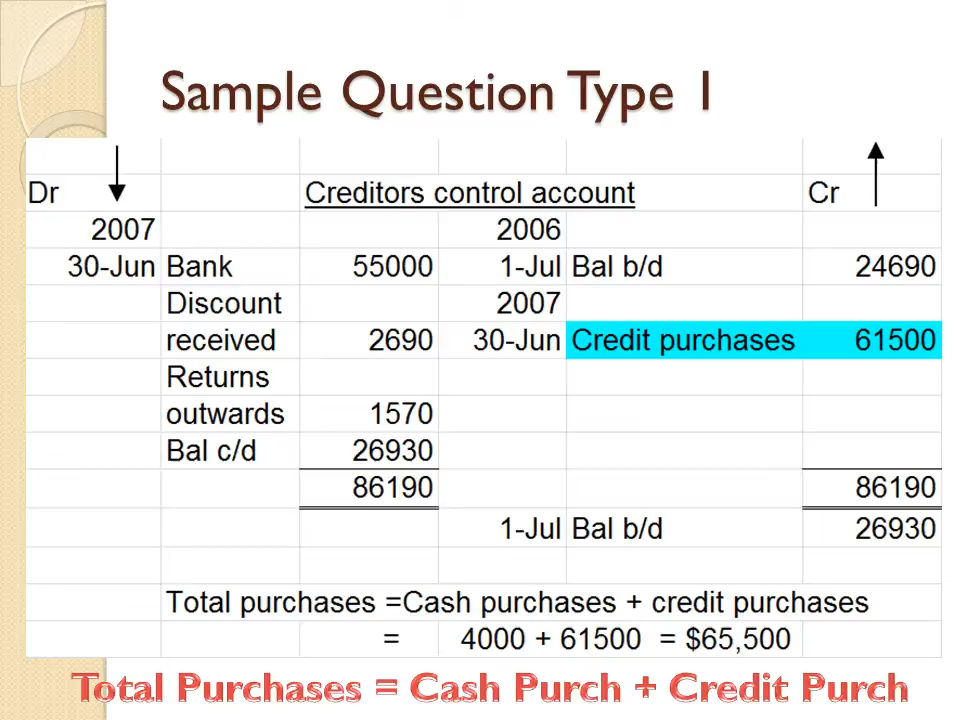 Sample Question Type 1
Dr Creditors control account Cr
2007 2006
30-Jun Bank 55000 1-Jul Bal b/d 24690
Discount 2007
received 2690 30-Jun Credit purchases 61500
Returns
outwards 1570
Bal c/d 26930
86190 86190
1-Jul Bal b/d 26930
Total purchases =Cash purchases + credit purchases
= 4000 + 61500 = $65,500
Total Purchases = Cash Purch + Credit Purch